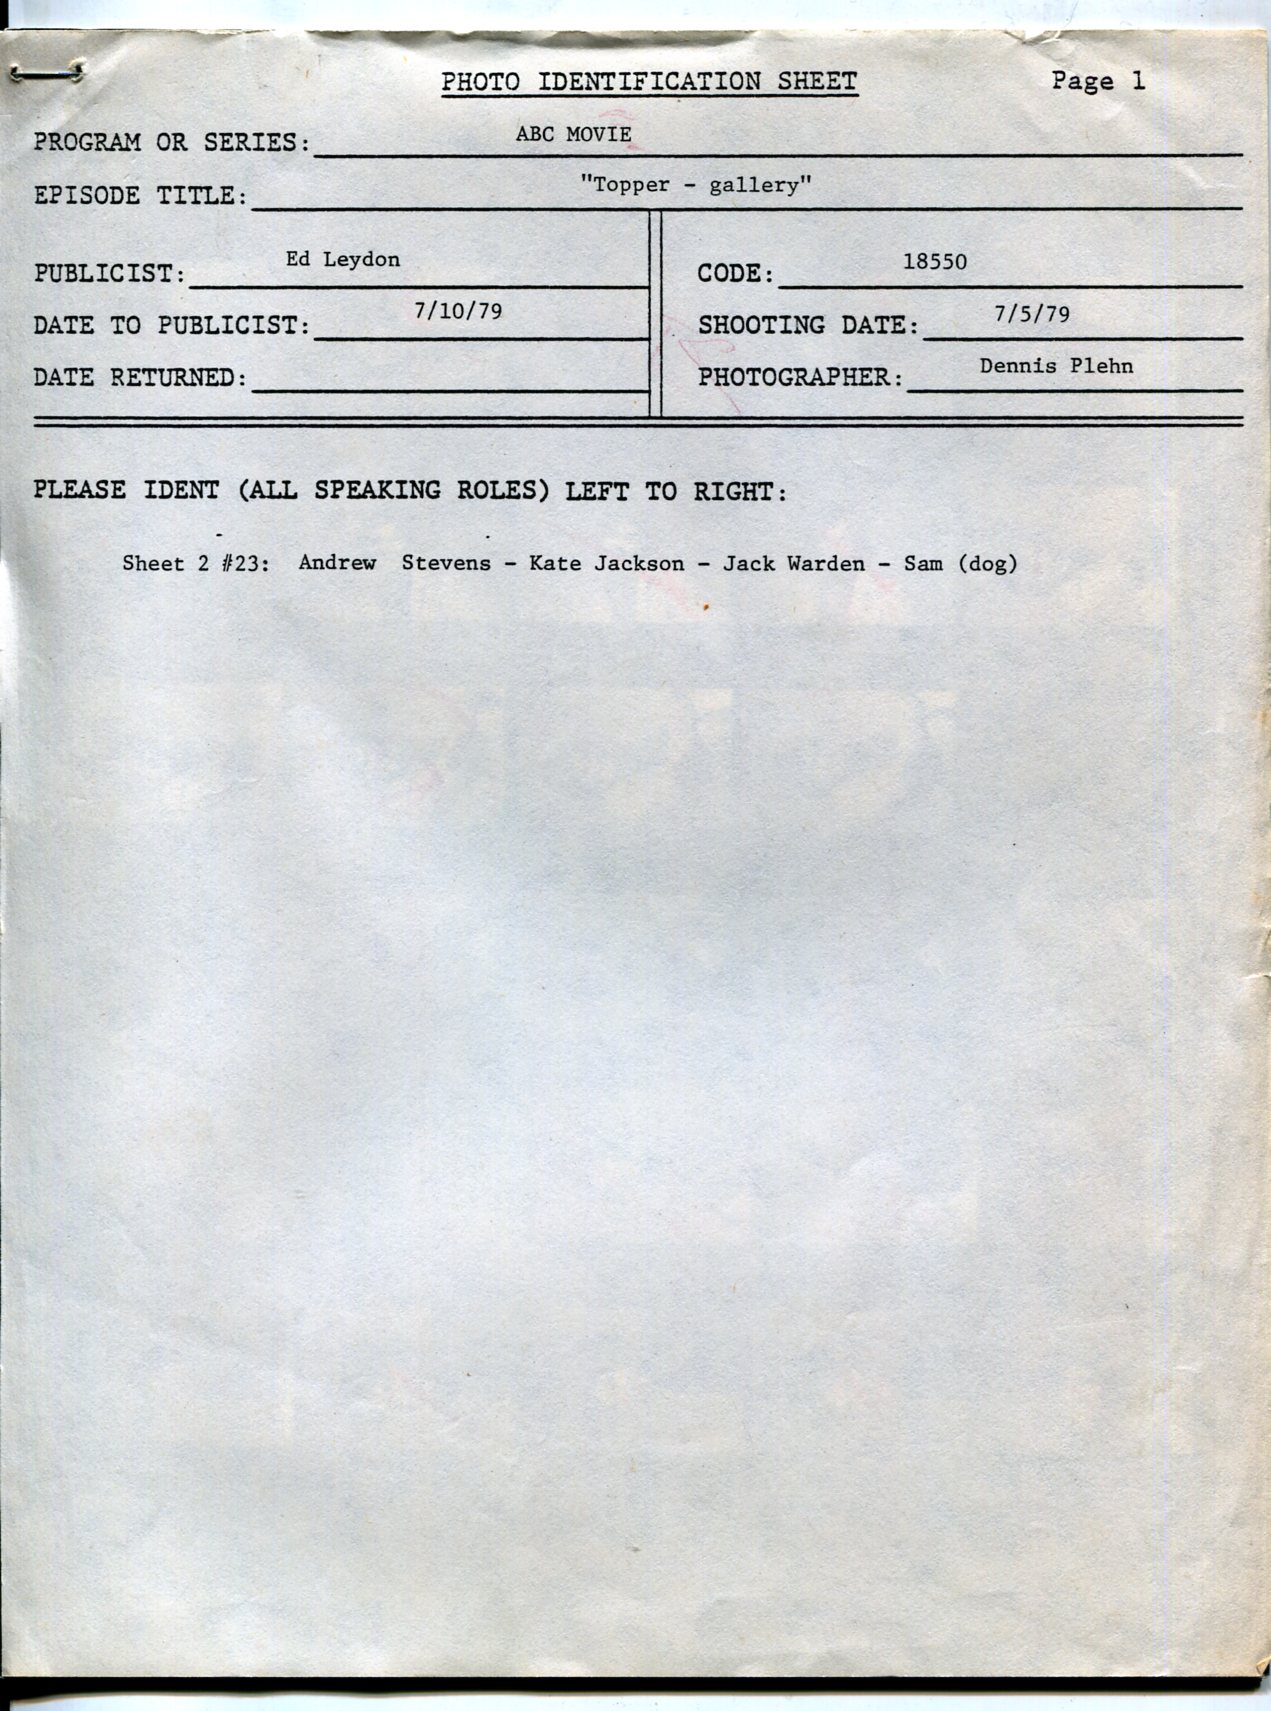 PHOTO IDENTIFICATION SHEET Page 1
PROGRAM OR SERIES: ABC MOVIE
EPISODE TITLE: "Topper - gallery"
PUBLICIST: Ed Leydon
CODE: 18550
DATE TO PUBLICIST: 7/10/79
SHOOTING DATE: 7/5/79
DATE RETURNED:
PHOTOGRAPHER: Dennis Plehn
PLEASE IDENT (ALL SPEAKING ROLES) LEFT TO RIGHT:
Sheet 2 #23: Andrew Stevens - Kate Jackson - Jack Warden - Sam (dog)